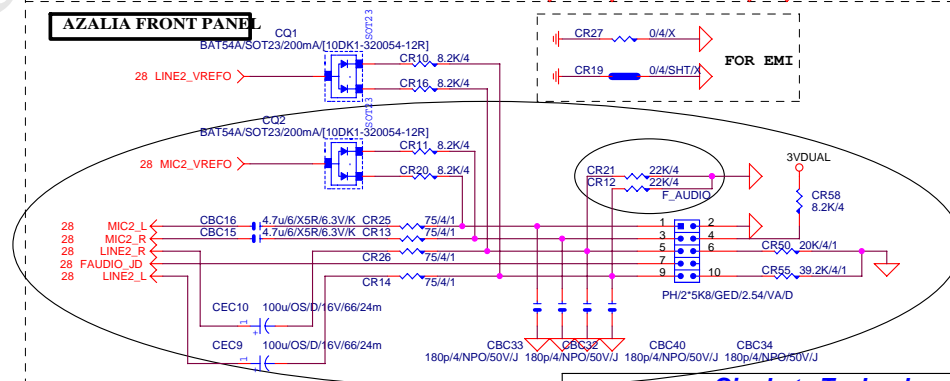 AZALIA FRONT PANEL
CQ1
BAT54A/SOT23/200mA/[10DK1-320054-12R]
SOT23
28 LINE2_VREFO
CR10 8.2K/4
CR16 8.2K/4
CR27 0/4/X
CR19 0/4/SHT/X
FOR EMI
CQ2
BAT54A/SOT23/200mA/[10DK1-320054-12R]
SOT23
28 MIC2_VREFO
CR11 8.2K/4
CR20 8.2K/4
CR21 22K/4
CR12 22K/4
F_AUDIO
3VDUAL
CR58
8.2K/4
28 MIC2_L CBC16 4.7u/6/X5R/6.3V/K CR25 75/4/1
28 MIC2_R CBC15 4.7u/6/X5R/6.3V/K CR13 75/4/1
28 LINE2_R 75/4/1
28 FAUDIO_JD CR26 75/4/1
28 LINE2_L CR14
1 2
3 4
5 6
7
9 10
CR50 20K/4/1
CR55 39.2K/4/1
PH/2*5K8/GED/2.54/VA/D
CEC10 100u/OS/D/16V/66/24m
1 +
CEC9 100u/OS/D/16V/66/24m
1 +
CBC33 CBC32 CBC40 CBC34
180p/4/NPO/50V/J 180p/4/NPO/50V/J 180p/4/NPO/50V/J 180p/4/NPO/50V/J